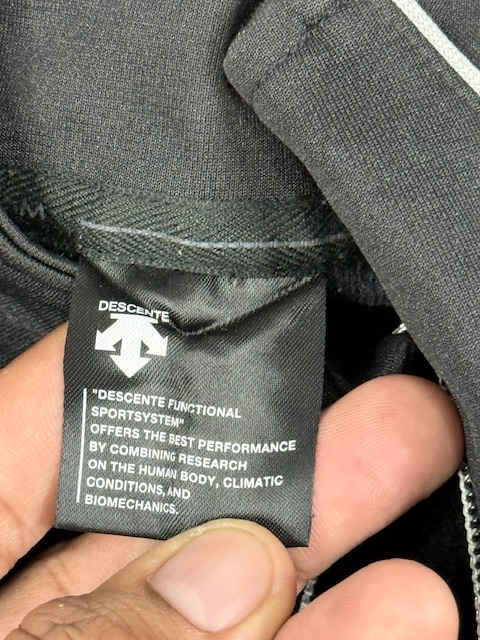 DESCENTE
"DESCENTE FUNCTIONAL
SPORTSYSTEM"
OFFERS THE BEST PERFORMANCE
BY COMBINING RESEARCH
ON THE HUMAN BODY, CLIMATIC
CONDITIONS, AND
BIOMECHANICS.